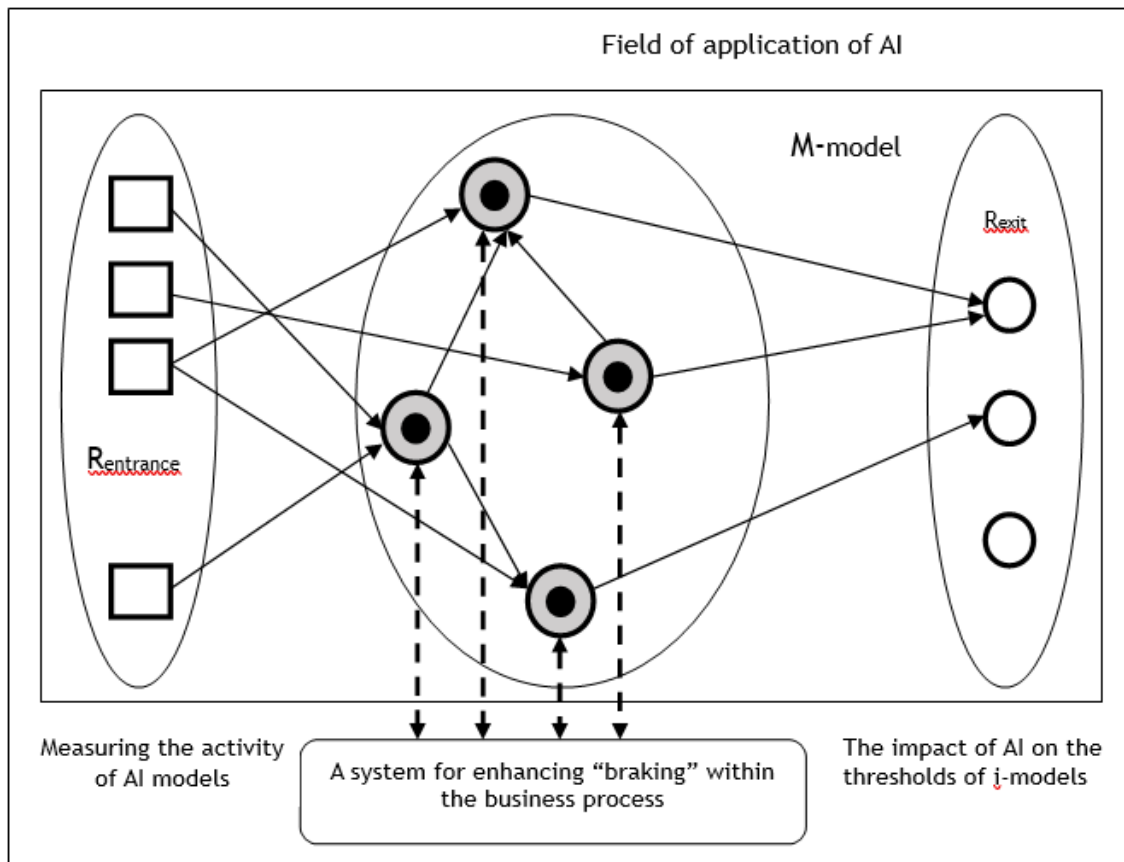 Field of application of AI
M-model
Rexit
Rentrance
Measuring the activity
of AI models
A system for enhancing “braking” within
the business process
The impact of AI on the
thresholds of j-models